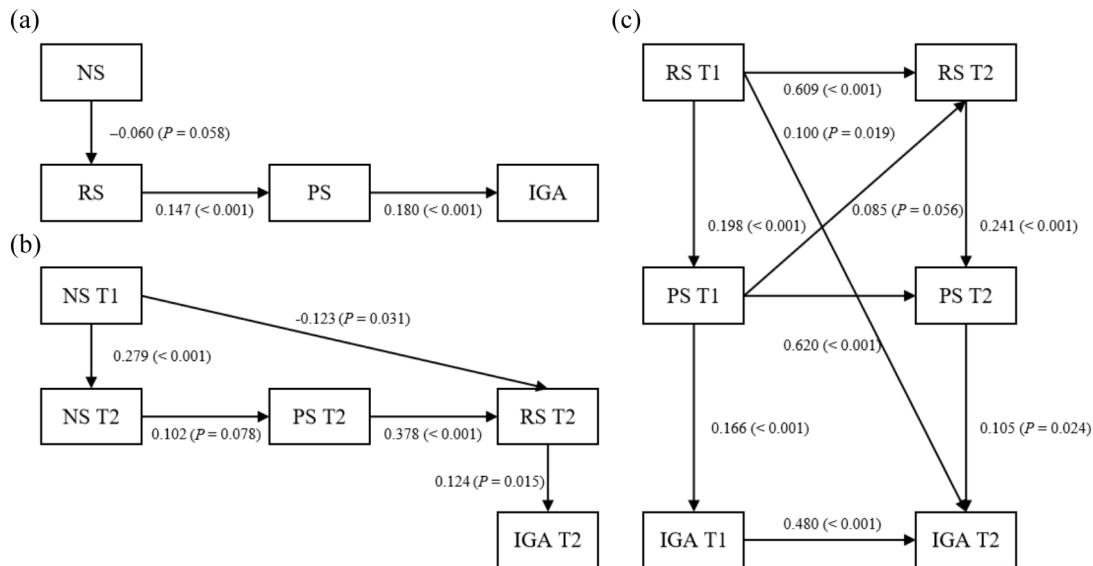 (a)
NS
–0.060 (P = 0.058)
RS
PS
IGA
0.147 (< 0.001)
0.180 (< 0.001)
(b)
NS T1
-0.123 (P = 0.031)
0.279 (< 0.001)
NS T2
PS T2
RS T2
0.102 (P = 0.078)
0.378 (< 0.001)
0.124 (P = 0.015)
IGA T2
(c)
RS T1
RS T2
0.609 (< 0.001)
0.100 (P = 0.019)
0.198 (< 0.001)
0.085 (P = 0.056)
0.241 (< 0.001)
PS T1
PS T2
0.620 (< 0.001)
0.166 (< 0.001)
0.105 (P = 0.024)
IGA T1
IGA T2
0.480 (< 0.001)